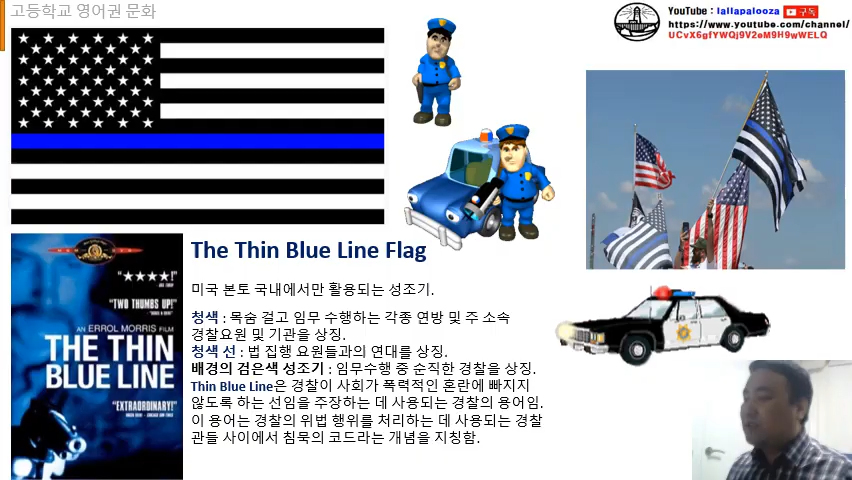 고등학교 영어권 문화
YouTube : lallapalooza 구독
https://www.youtube.com/channel/
UCvX6gfYWQj9V2eM9H9wWELQ
The Thin Blue Line Flag
미국 본토 국내에서만 활용되는 성조기.
청색 : 목숨 걸고 임무 수행하는 각종 연방 및 주 소속
경찰요원 및 기관을 상징.
청색 선 : 법 집행 요원들과의 연대를 상징.
배경의 검은색 성조기 : 임무수행 중 순직한 경찰을 상징.
Thin Blue Line은 경찰이 사회가 폭력적인 혼란에 빠지지
않도록 하는 선임을 주장하는 데 사용되는 경찰의 용어임.
이 용어는 경찰의 위법 행위를 처리하는 데 사용되는 경찰
관들 사이에서 침묵의 코드라는 개념을 지칭함.
"★★★★!"
"TWO THUMBS UP!"
AN ERROL MORRIS FILM
THE THIN
BLUE LINE
"EXTRAORDINARY!"